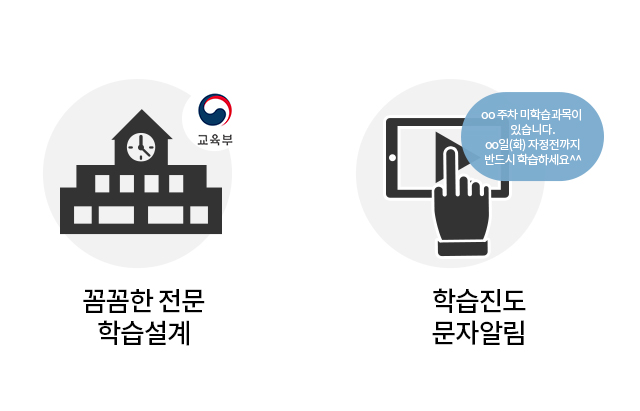 교육부
oo 주차 미학습과목이
있습니다.
oo일(화) 자정전까지
반드시 학습하세요^^
꼼꼼한 전문
학습설계
학습진도
문자알림